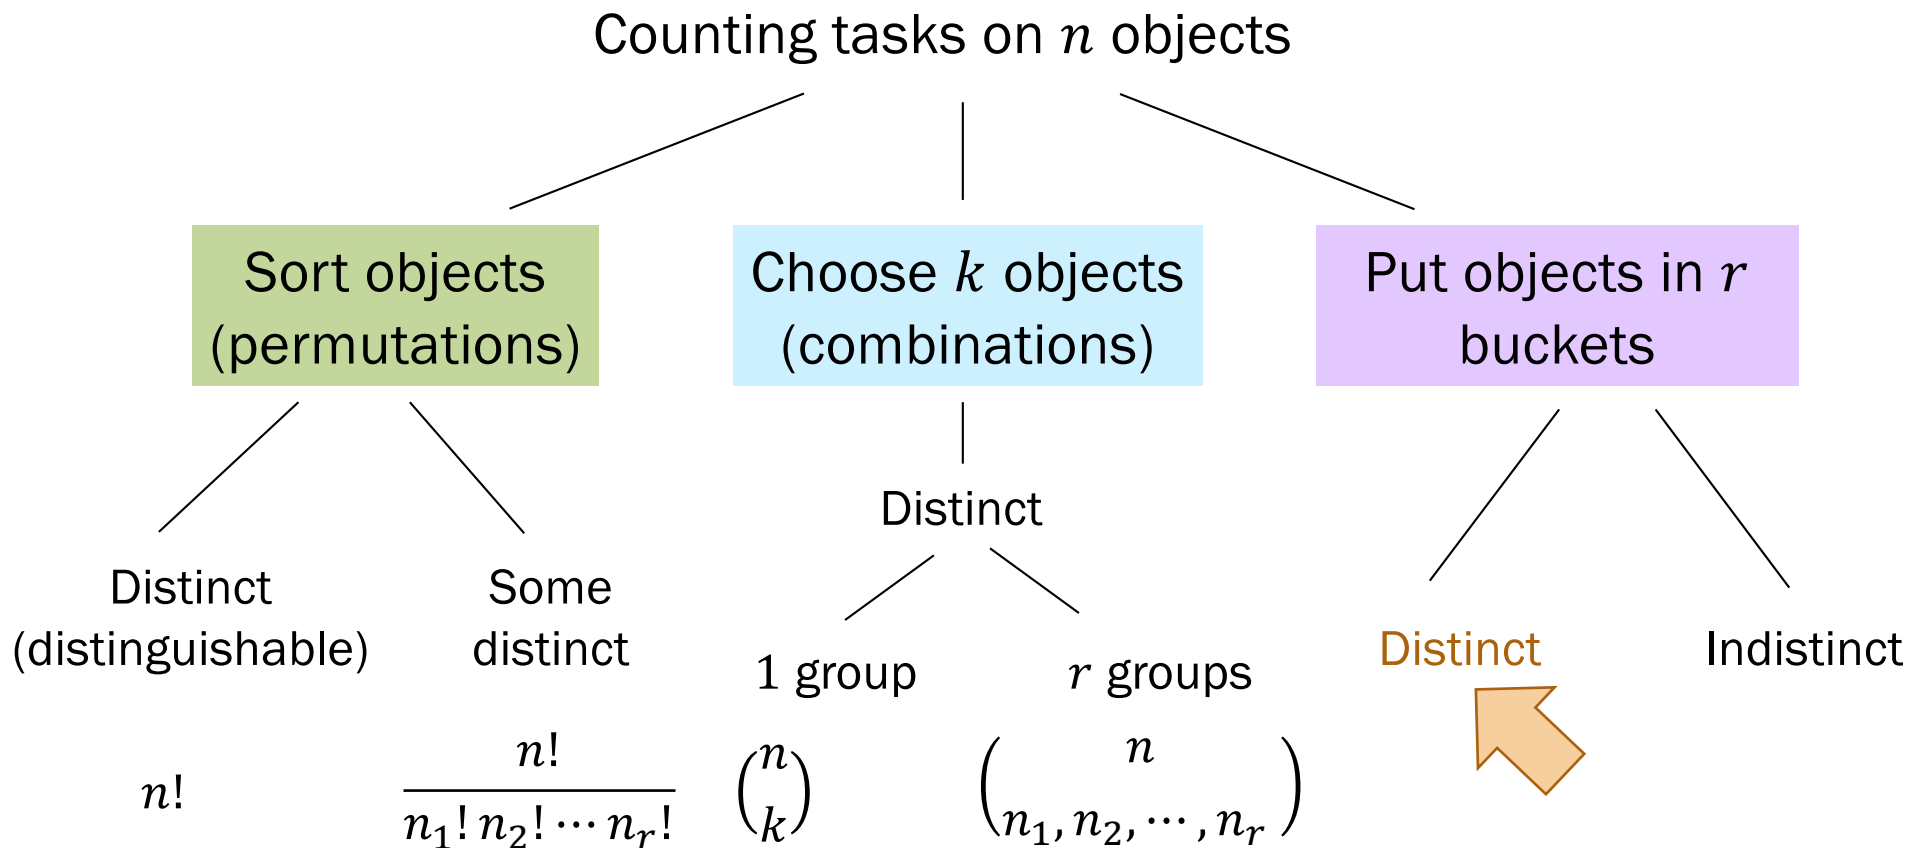 Counting tasks on n objects
Sort objects
(permutations)
Choose k objects
(combinations)
Put objects in r
buckets
Distinct
Distinct
(distinguishable)
Some
distinct
1 group
r groups
Distinct
Indistinct
n!
n!
n₁! n₂! ⋯ nᵣ!
(n
k)
(n
n₁, n₂, ⋯ , nᵣ)